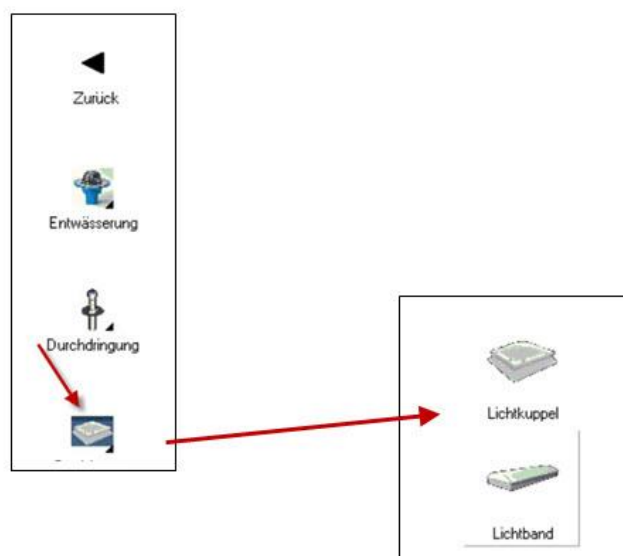 Zurück
Entwässerung
Durchdringung
Lichtkuppel
Lichtband